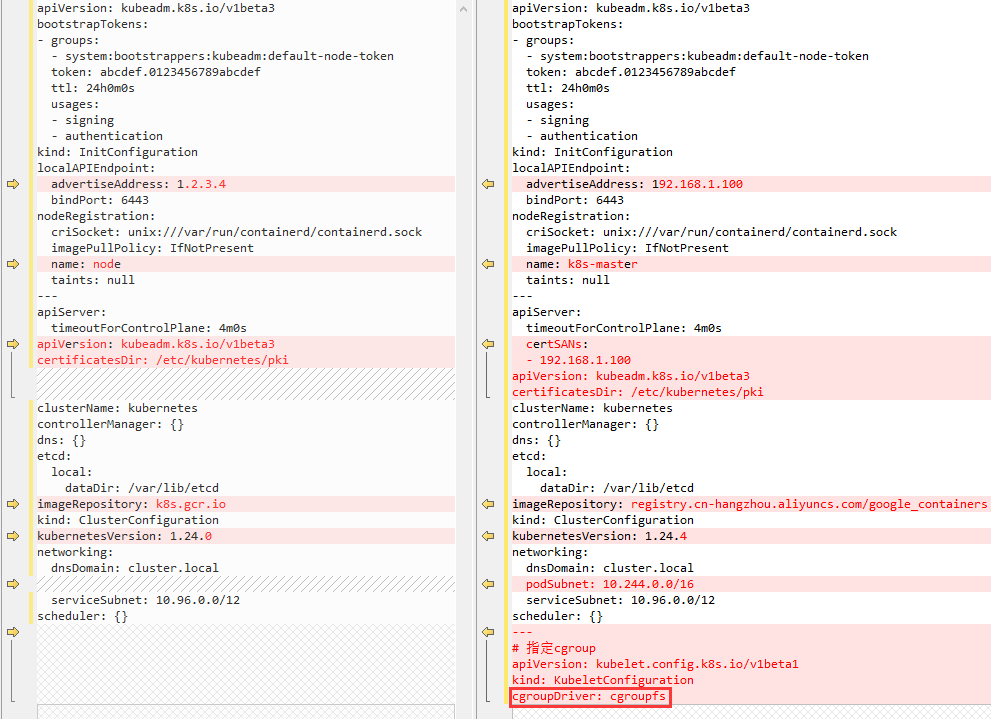 apiVersion: kubeadm.k8s.io/v1beta3
bootstrapTokens:
- groups:
  - system:bootstrappers:kubeadm:default-node-token
  token: abcdef.0123456789abcdef
  ttl: 24h0m0s
  usages:
  - signing
  - authentication
kind: InitConfiguration
localAPIEndpoint:
  advertiseAddress: 1.2.3.4
  bindPort: 6443
nodeRegistration:
  criSocket: unix:///var/run/containerd/containerd.sock
  imagePullPolicy: IfNotPresent
  name: node
  taints: null
---
apiServer:
  timeoutForControlPlane: 4m0s
apiVersion: kubeadm.k8s.io/v1beta3
certificatesDir: /etc/kubernetes/pki
clusterName: kubernetes
controllerManager: {}
dns: {}
etcd:
  local:
    dataDir: /var/lib/etcd
imageRepository: k8s.gcr.io
kind: ClusterConfiguration
kubernetesVersion: 1.24.0
networking:
  dnsDomain: cluster.local
  serviceSubnet: 10.96.0.0/12
scheduler: {}
apiVersion: kubeadm.k8s.io/v1beta3
bootstrapTokens:
- groups:
  - system:bootstrappers:kubeadm:default-node-token
  token: abcdef.0123456789abcdef
  ttl: 24h0m0s
  usages:
  - signing
  - authentication
kind: InitConfiguration
localAPIEndpoint:
  advertiseAddress: 192.168.1.100
  bindPort: 6443
nodeRegistration:
  criSocket: unix:///var/run/containerd/containerd.sock
  imagePullPolicy: IfNotPresent
  name: k8s-master
  taints: null
---
apiServer:
  timeoutForControlPlane: 4m0s
  certSANs:
  - 192.168.1.100
apiVersion: kubeadm.k8s.io/v1beta3
certificatesDir: /etc/kubernetes/pki
clusterName: kubernetes
controllerManager: {}
dns: {}
etcd:
  local:
    dataDir: /var/lib/etcd
imageRepository: registry.cn-hangzhou.aliyuncs.com/google_containers
kind: ClusterConfiguration
kubernetesVersion: 1.24.4
networking:
  dnsDomain: cluster.local
  podSubnet: 10.244.0.0/16
  serviceSubnet: 10.96.0.0/12
scheduler: {}
---
# 指定cgroup
apiVersion: kubelet.config.k8s.io/v1beta1
kind: KubeletConfiguration
cgroupDriver: cgroupfs